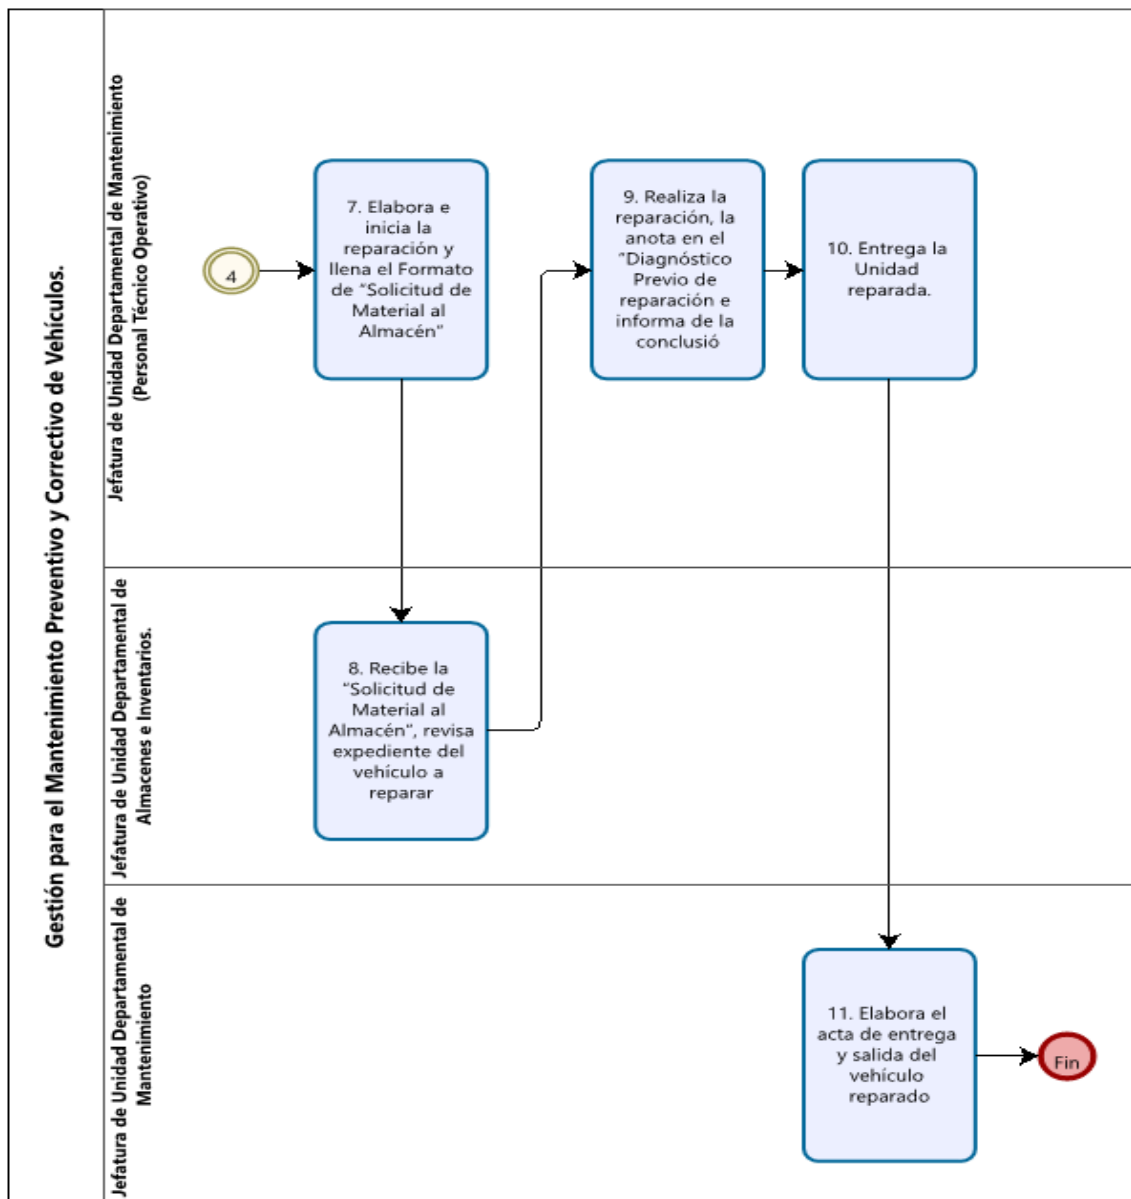 Gestión para el Mantenimiento Preventivo y Correctivo de Vehículos.
Jefatura de Unidad Departamental de Mantenimiento
(Personal Técnico Operativo)
4
7. Elabora e
inicia la
reparación y
llena el Formato
de “Solicitud de
Material al
Almacén”
9. Realiza la
reparación, la
anota en el
“Diagnóstico
Previo de
reparación e
informa de la
conclusió
10. Entrega la
Unidad
reparada.
Jefatura de Unidad Departamental de
Almacenes e Inventarios.
8. Recibe la
“Solicitud de
Material al
Almacén”, revisa
expediente del
vehículo a
reparar
Jefatura de Unidad Departamental de
Mantenimiento
11. Elabora el
acta de entrega
y salida del
vehículo
reparado
Fin